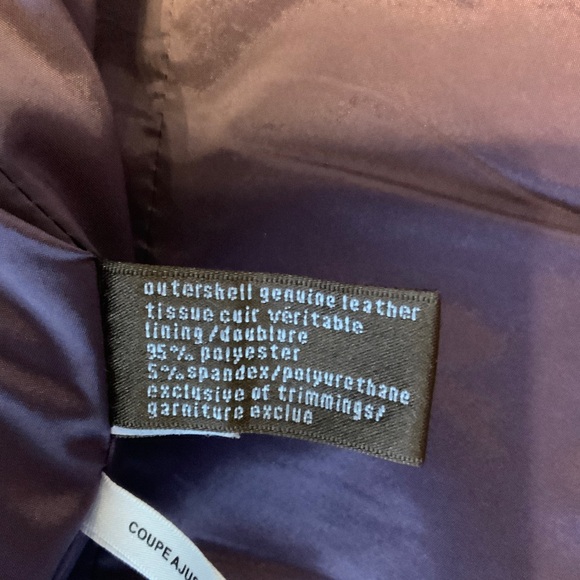 outershell genuine leather
tissue cuir véritable
lining/doublure
95% polyester
5% spandex/polyurethane
exclusive of trimmings/
garniture exclue
COUPE AJUS